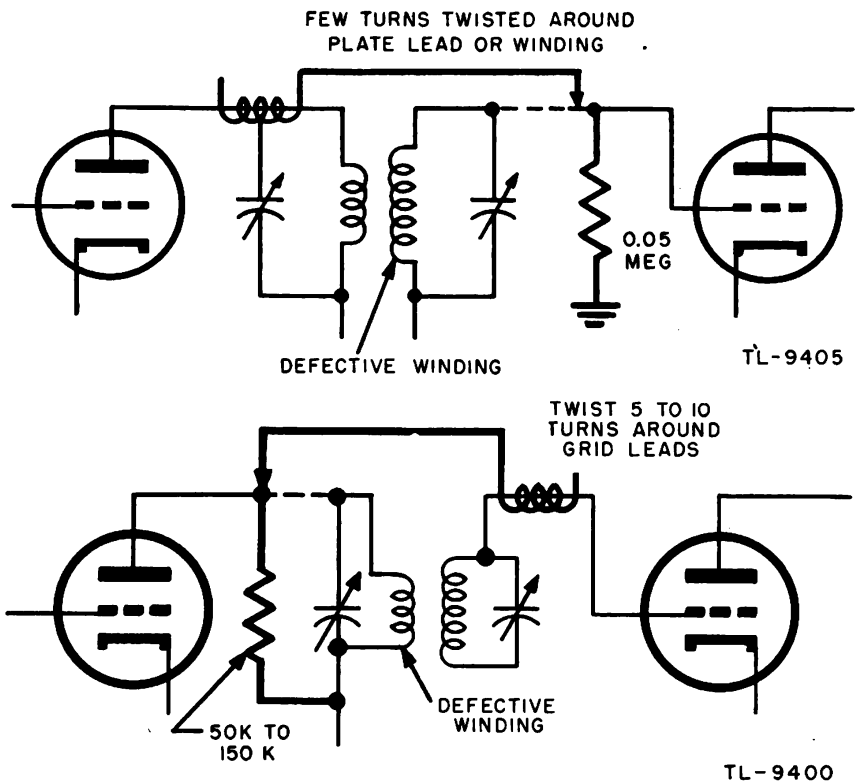 FEW TURNS TWISTED AROUND
PLATE LEAD OR WINDING
0.05
MEG
DEFECTIVE WINDING
TL-9405
TWIST 5 TO 10
TURNS AROUND
GRID LEADS
DEFECTIVE
WINDING
50K TO
150 K
TL-9400